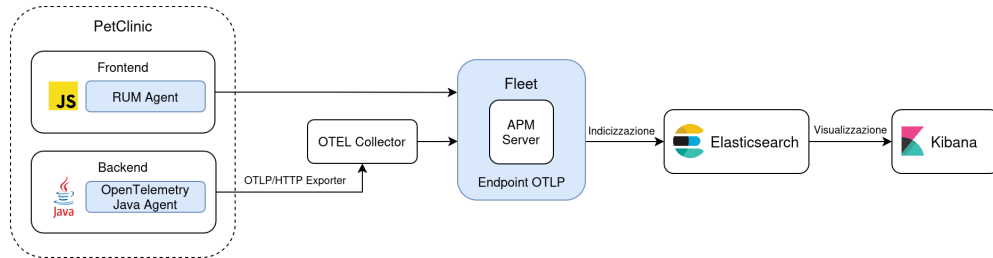 PetClinic
Frontend
JS
RUM Agent
Backend
Java
OpenTelemetry
Java Agent
OTLP/HTTP Exporter
OTEL Collector
Fleet
APM
Server
Endpoint OTLP
Indicizzazione
Elasticsearch
Visualizzazione
Kibana